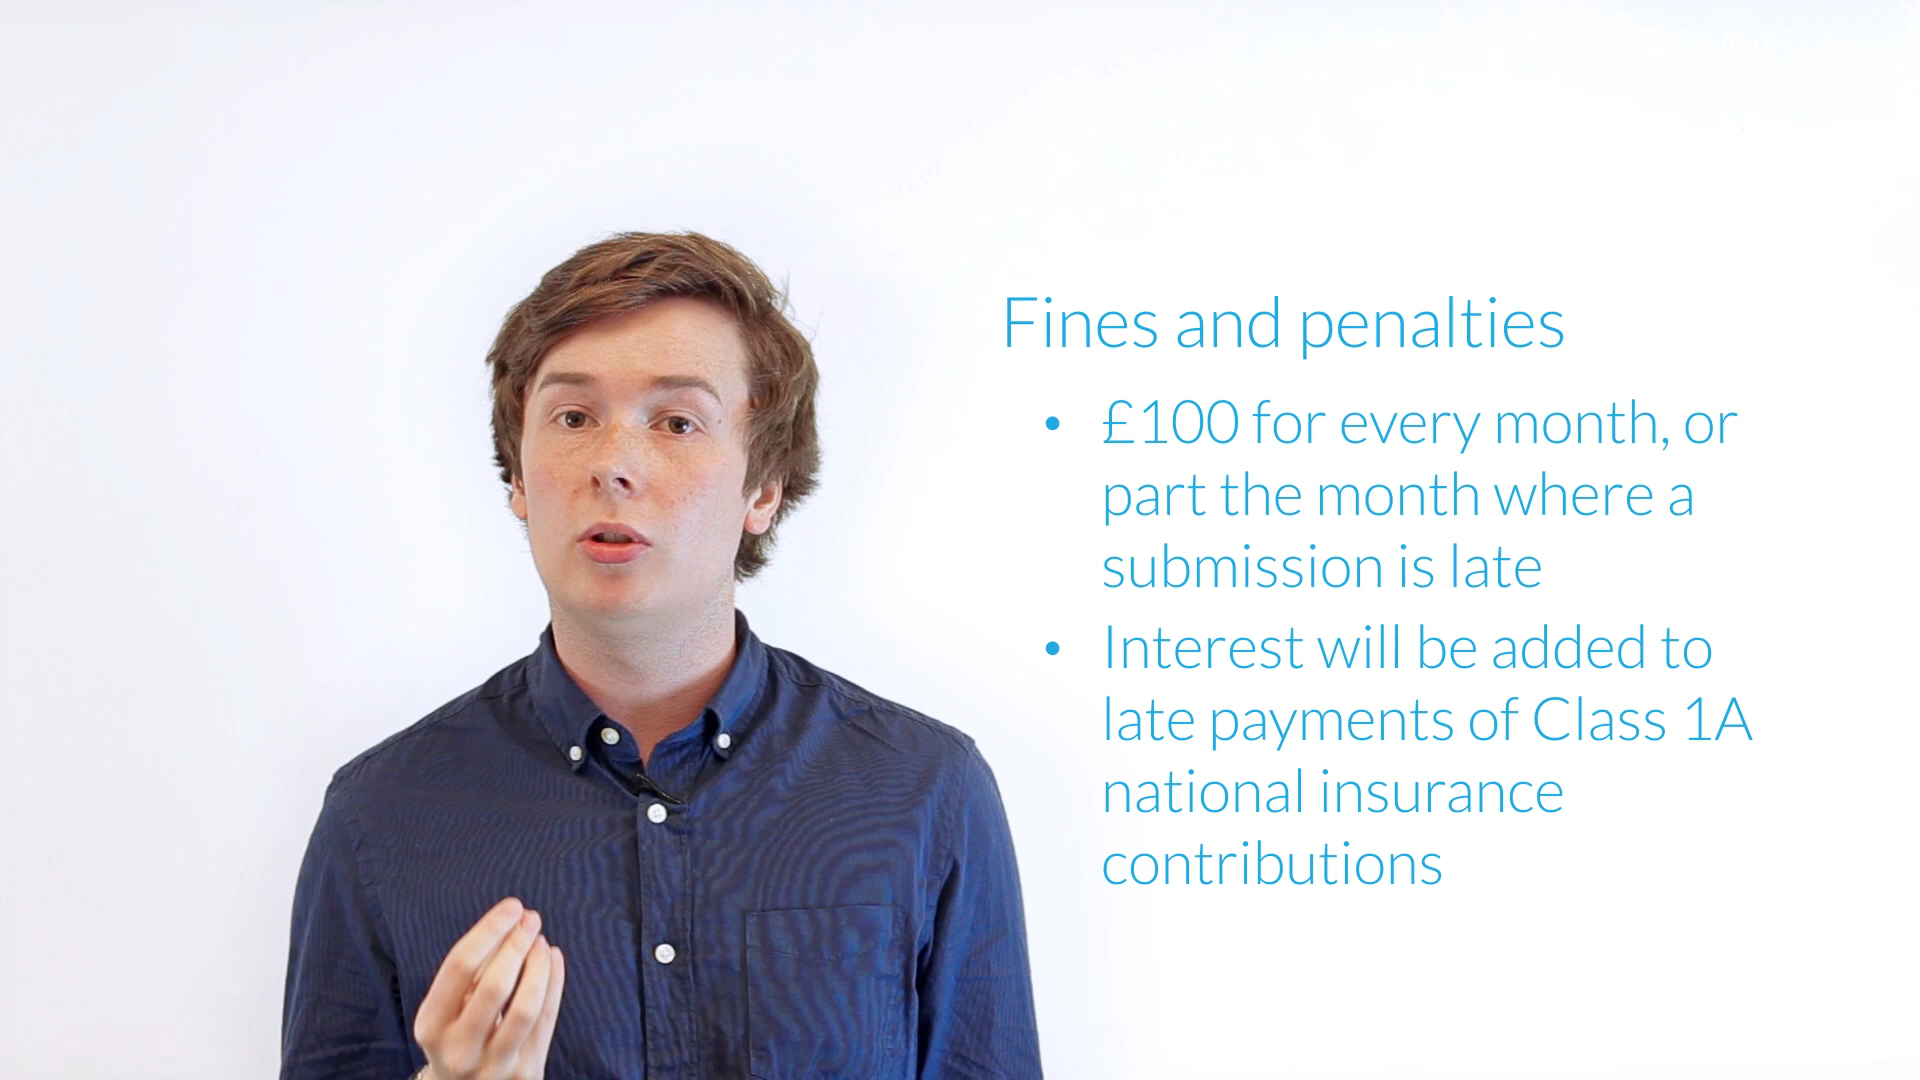 Fines and penalties
• £100 for every month, or
part the month where a
submission is late
• Interest will be added to
late payments of Class 1A
national insurance
contributions